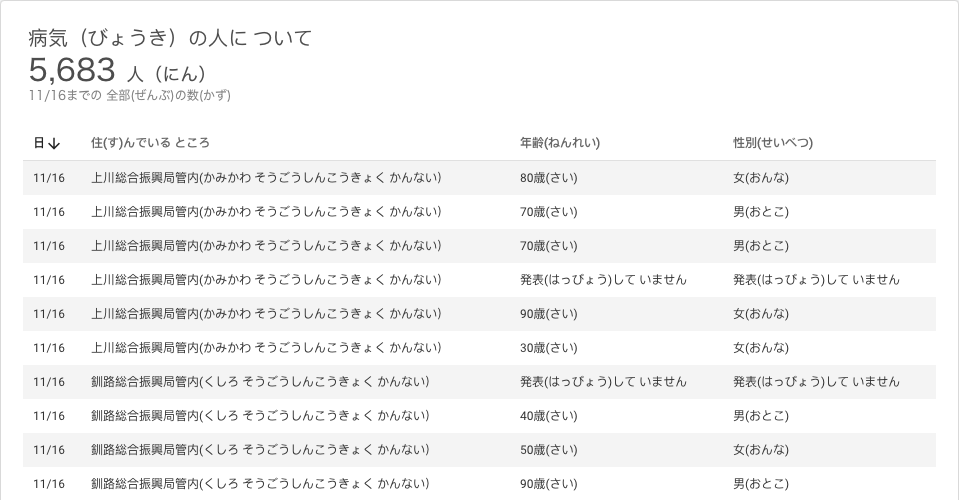 病気（びょうき）の人に ついて
5,683 人（にん）
11/16までの 全部(ぜんぶ)の数(かず)
日↓ 住(す)んでいる ところ 年齢(ねんれい) 性別(せいべつ)
11/16 上川総合振興局管内(かみかわ そうごうしんこうきょく かんない) 80歳(さい) 女(おんな)
11/16 上川総合振興局管内(かみかわ そうごうしんこうきょく かんない) 70歳(さい) 男(おとこ)
11/16 上川総合振興局管内(かみかわ そうごうしんこうきょく かんない) 70歳(さい) 男(おとこ)
11/16 上川総合振興局管内(かみかわ そうごうしんこうきょく かんない) 発表(はっぴょう)して いません 発表(はっぴょう)して いません
11/16 上川総合振興局管内(かみかわ そうごうしんこうきょく かんない) 90歳(さい) 女(おんな)
11/16 上川総合振興局管内(かみかわ そうごうしんこうきょく かんない) 30歳(さい) 女(おんな)
11/16 釧路総合振興局管内(くしろ そうごうしんこうきょく かんない) 発表(はっぴょう)して いません 発表(はっぴょう)して いません
11/16 釧路総合振興局管内(くしろ そうごうしんこうきょく かんない) 40歳(さい) 男(おとこ)
11/16 釧路総合振興局管内(くしろ そうごうしんこうきょく かんない) 50歳(さい) 女(おんな)
11/16 釧路総合振興局管内(くしろ そうごうしんこうきょく かんない) 90歳(さい) 男(おとこ)